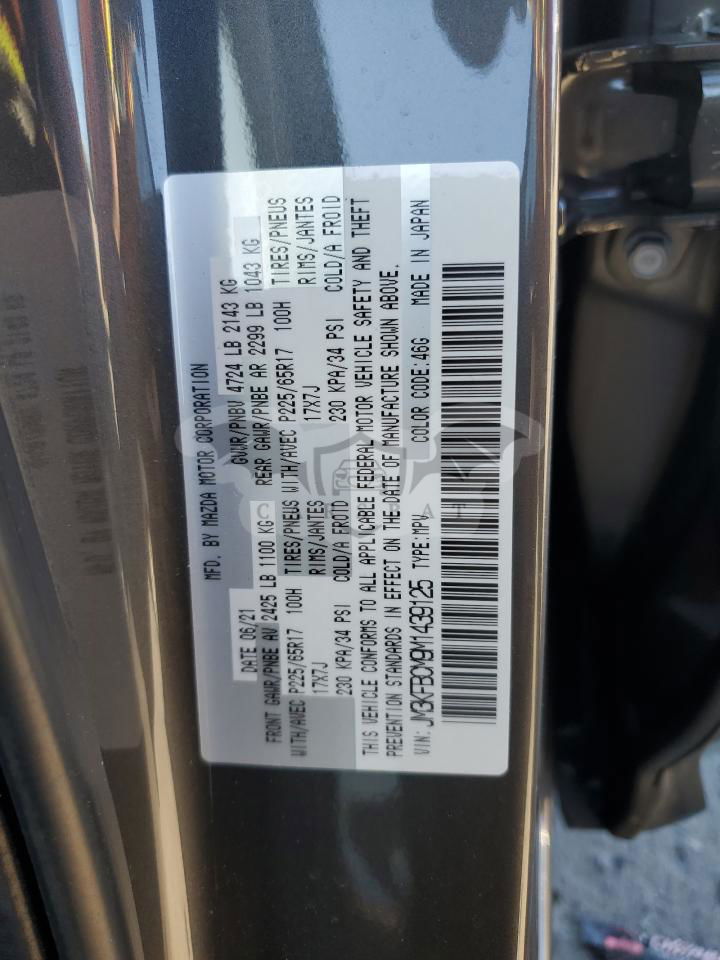 MFD. BY MAZDA MOTOR CORPORATION
DATE 06/21 GVWR/PNBV 4724 LB 2143 KG
FRONT GAWR/PNBE AV 2425 LB 1100 KG REAR GAWR/PNBE AR 2299 LB 1043 KG
WITH/AVEC P225/65R17 100H TIRES/PNEUS WITH/AVEC P225/65R17 100H TIRES/PNEUS
17X7J RIMS/JANTES 17X7J RIMS/JANTES
230 KPA/34 PSI COLD/A FROID 230 KPA/34 PSI COLD/A FROID
THIS VEHICLE CONFORMS TO ALL APPLICABLE FEDERAL MOTOR VEHICLE SAFETY AND THEFT
PREVENTION STANDARDS IN EFFECT ON THE DATE OF MANUFACTURE SHOWN ABOVE.
VIN: JM3KFBCM9M1439125 TYPE: MPV COLOR CODE: 46G MADE IN JAPAN